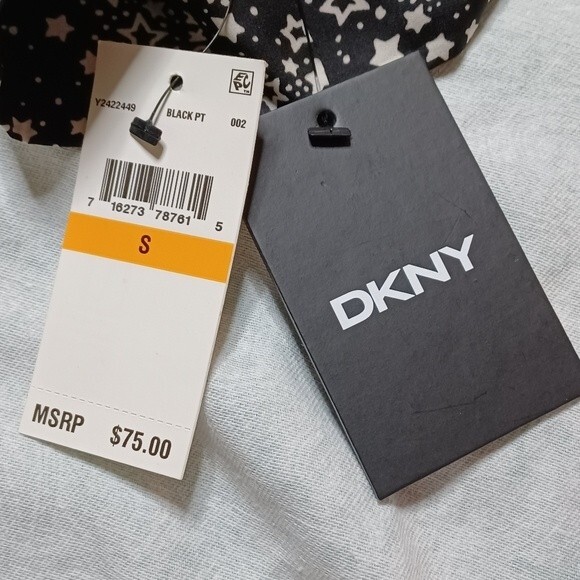 Y2422449
BLACK PT
002
7 16273 78761 5
S
MSRP $75.00
DKNY